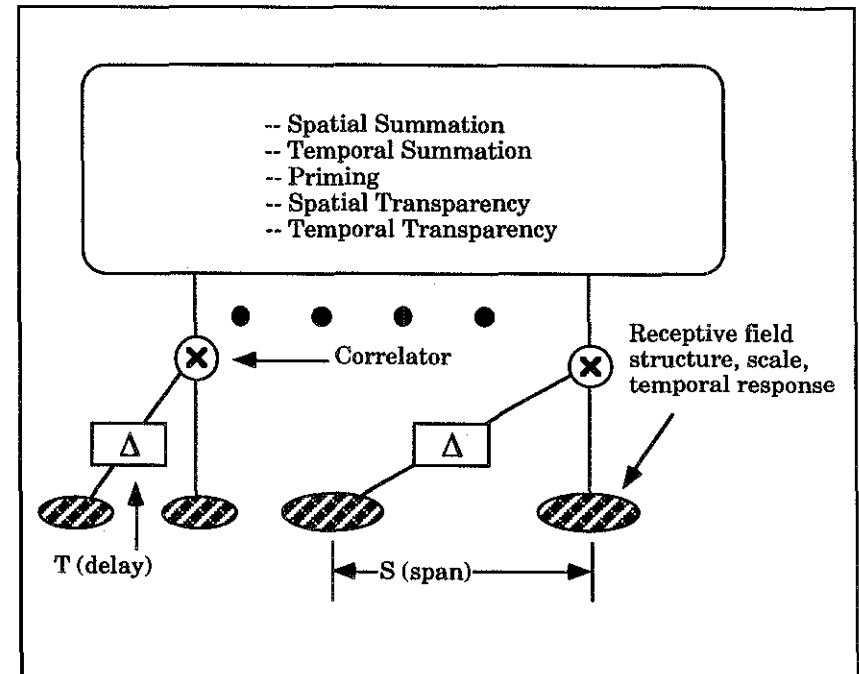 -- Spatial Summation
-- Temporal Summation
-- Priming
-- Spatial Transparency
-- Temporal Transparency
Correlator
Receptive field
structure, scale,
temporal response
Δ
Δ
T (delay)
S (span)